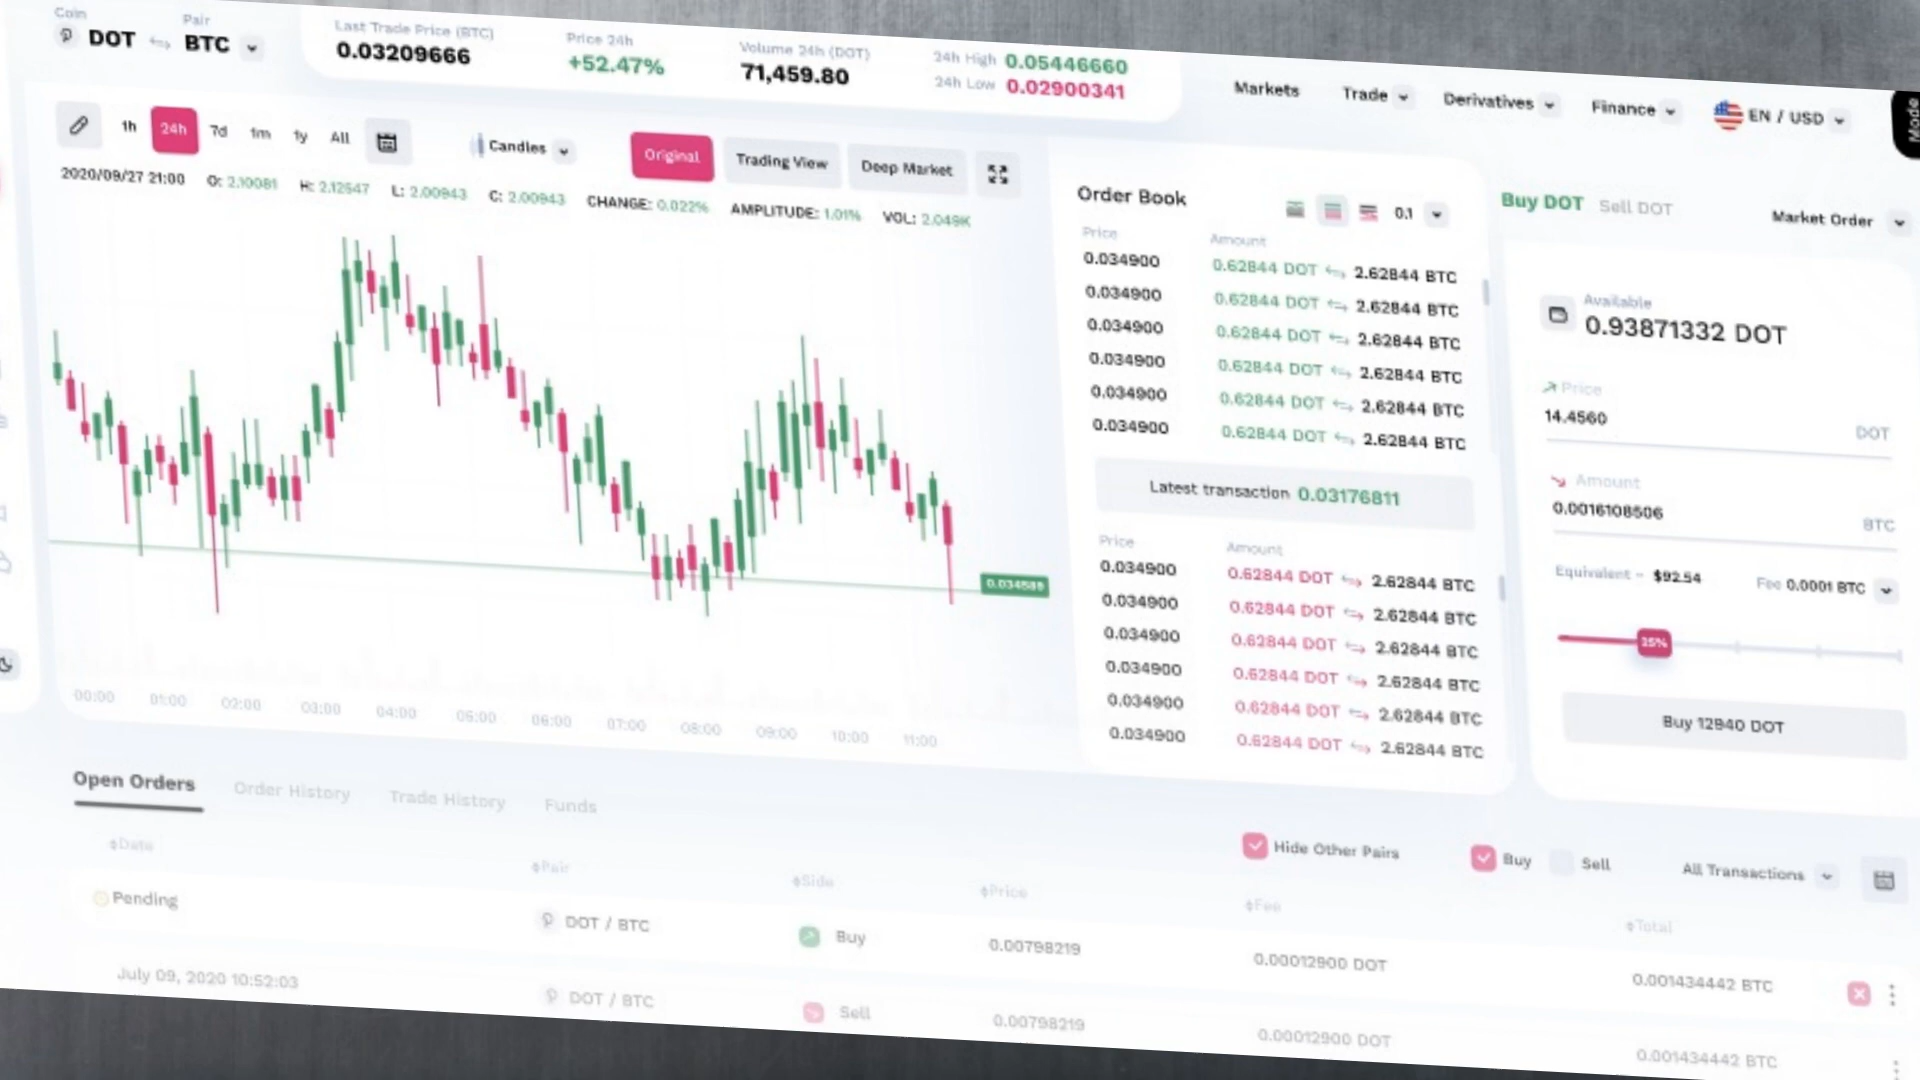 Coin
Pair
DOT BTC
Last Trade Price (BTC)
0.03209666
Price 24h
+52.47%
Volume 24h (DOT)
71,459.80
24h High 0.05446660
24h Low 0.02900341
Markets Trade Derivatives Finance EN / USD
Mode
1h 24h 7d 1m 1y All
Candles
Original Trading View Deep Market
2020/09/27 21:00 O: 2.10081 H: 2.12547 L: 2.00943 C: 2.00943 CHANGE: 0.022% AMPLITUDE: 1.01% VOL: 2.049K
0.034589
00:00 01:00 02:00 03:00 04:00 05:00 06:00 07:00 08:00 09:00 10:00 11:00
Order Book
0.1
Price Amount
0.034900 0.62844 DOT 2.62844 BTC
0.034900 0.62844 DOT 2.62844 BTC
0.034900 0.62844 DOT 2.62844 BTC
0.034900 0.62844 DOT 2.62844 BTC
0.034900 0.62844 DOT 2.62844 BTC
0.034900 0.62844 DOT 2.62844 BTC
Latest transaction 0.03176811
Price Amount
0.034900 0.62844 DOT 2.62844 BTC
0.034900 0.62844 DOT 2.62844 BTC
0.034900 0.62844 DOT 2.62844 BTC
0.034900 0.62844 DOT 2.62844 BTC
0.034900 0.62844 DOT 2.62844 BTC
0.034900 0.62844 DOT 2.62844 BTC
Buy DOT Sell DOT Market Order
Available
0.93871332 DOT
Price
14.4560 DOT
Amount
0.0016108506 BTC
Equivalent ~ $92.54 Fee 0.0001 BTC
25%
Buy 12940 DOT
Open Orders Order History Trade History Funds
Hide Other Pairs Buy Sell All Transactions
Date Pair Side Price Fee Total
Pending DOT / BTC Buy 0.00798219 0.00012900 DOT 0.001434442 BTC
July 09, 2020 10:52:03 DOT / BTC Sell 0.00798219 0.00012900 DOT 0.001434442 BTC